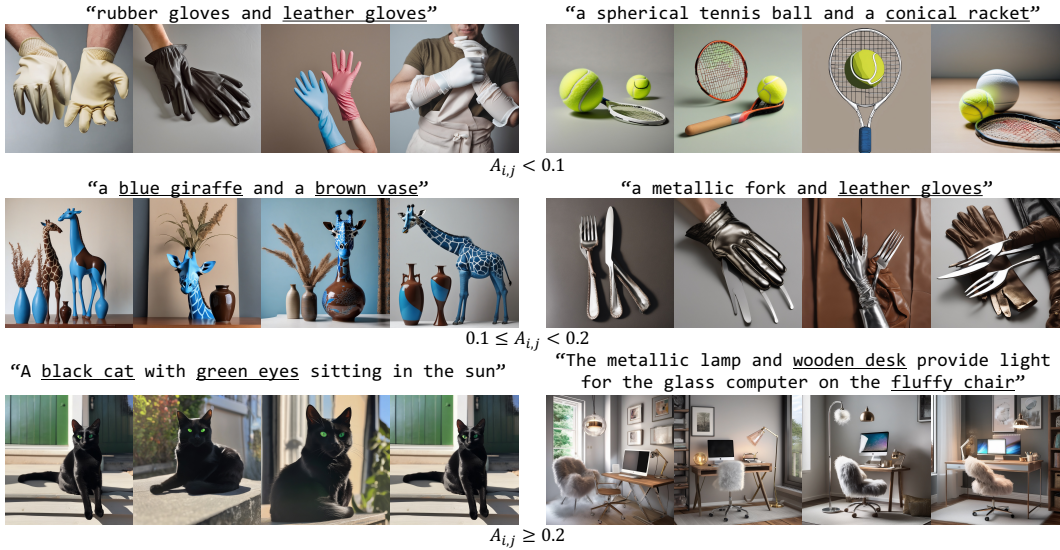 “rubber gloves and leather gloves”
“a spherical tennis ball and a conical racket”
A_{i,j} < 0.1
“a blue giraffe and a brown vase”
“a metallic fork and leather gloves”
0.1 ≤ A_{i,j} < 0.2
“A black cat with green eyes sitting in the sun”
“The metallic lamp and wooden desk provide light
for the glass computer on the fluffy chair”
A_{i,j} ≥ 0.2